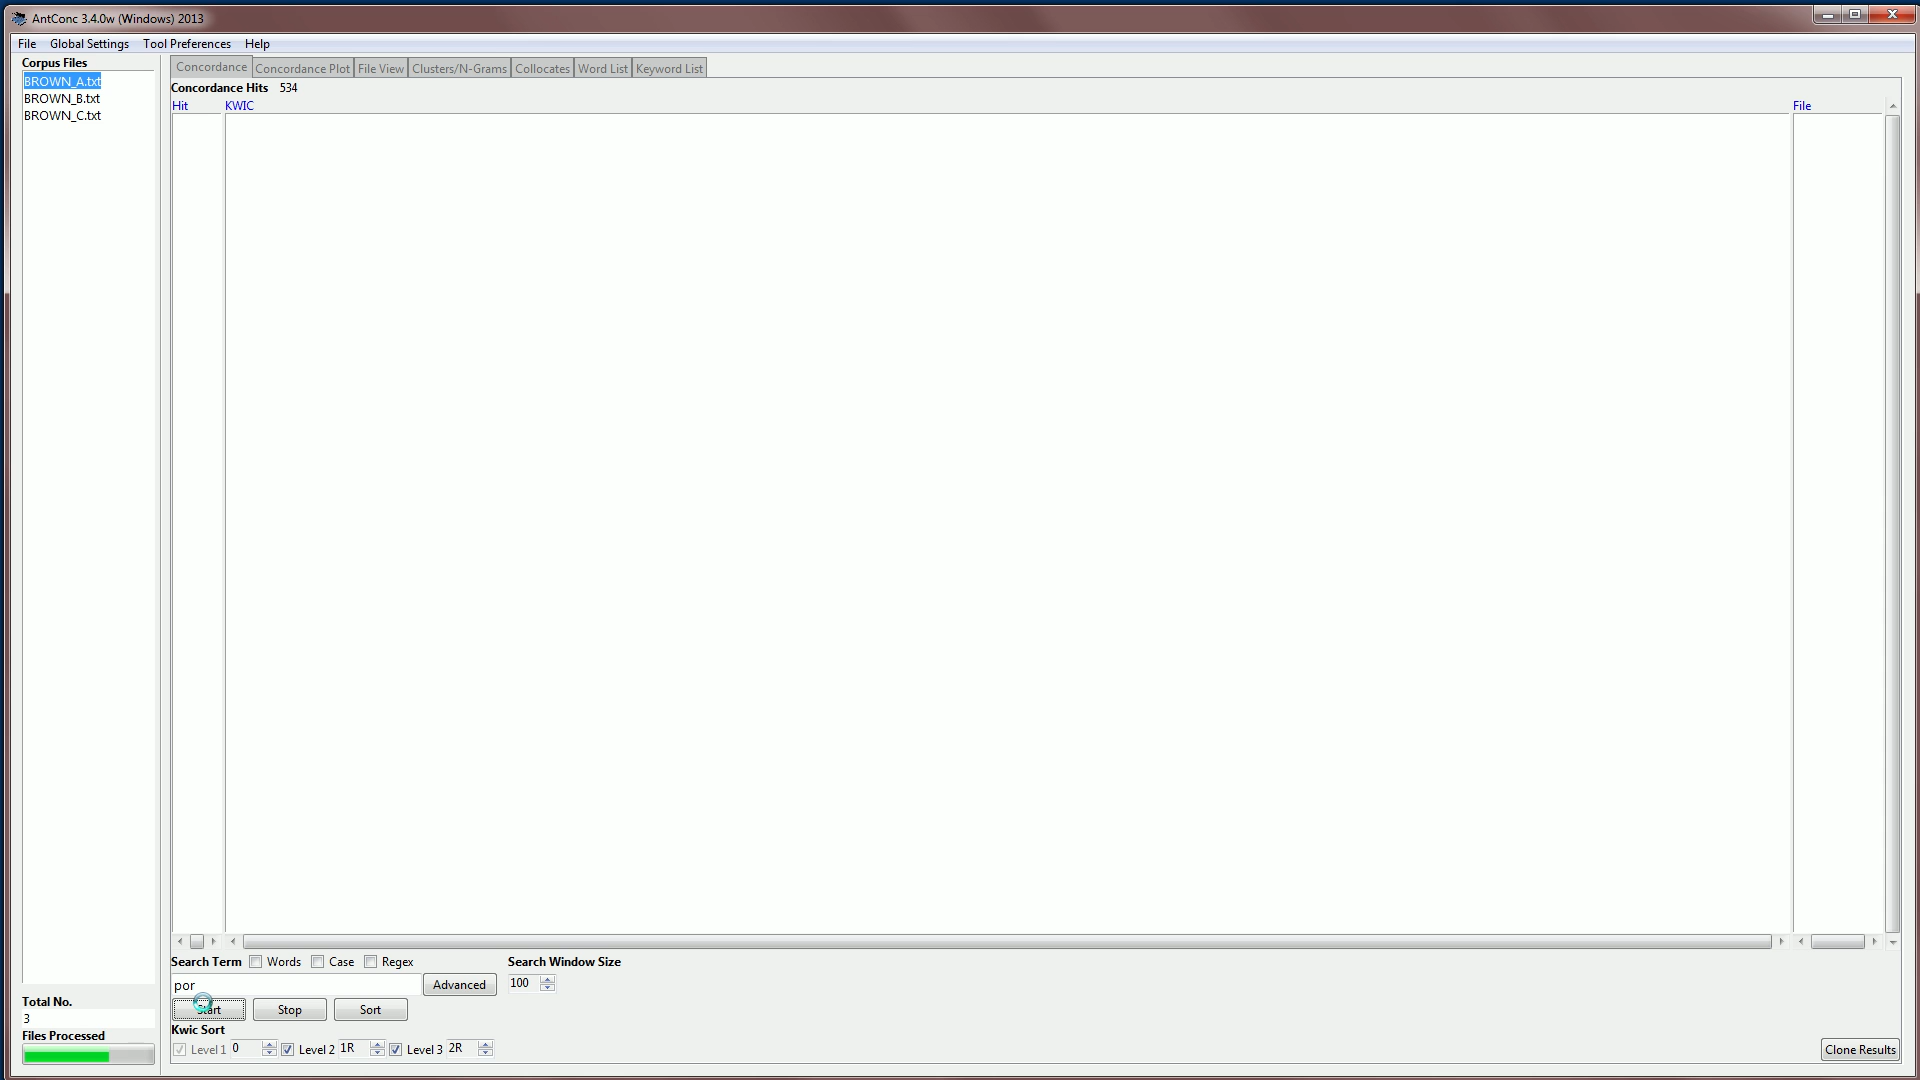 AntConc 3.4.0w (Windows) 2013
File Global Settings Tool Preferences Help
Corpus Files
BROWN_A.txt
BROWN_B.txt
BROWN_C.txt
Concordance Concordance Plot File View Clusters/N-Grams Collocates Word List Keyword List
Concordance Hits 534
Hit KWIC File
Search Term Words Case Regex Search Window Size
por Advanced 100
Start Stop Sort
Total No.
3
Files Processed
Kwic Sort
Level 1 0 Level 2 1R Level 3 2R
Clone Results